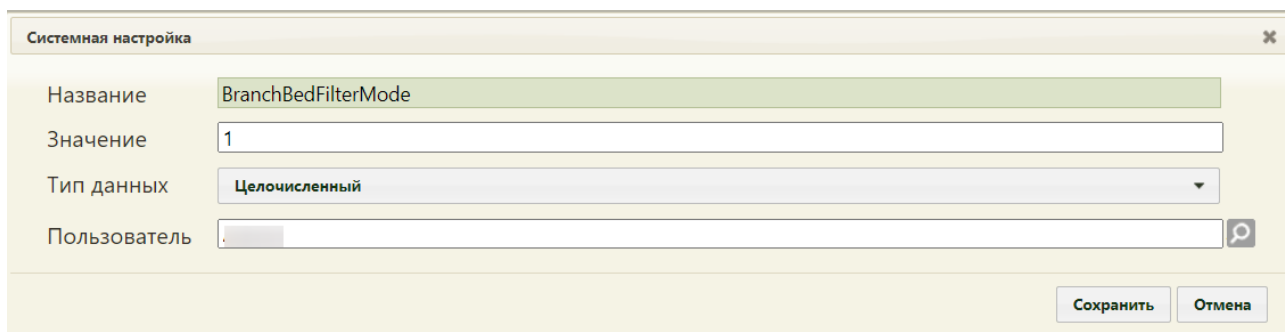 Системная настройка
Название BranchBedFilterMode
Значение 1
Тип данных Целочисленный
Пользователь
Сохранить Отмена